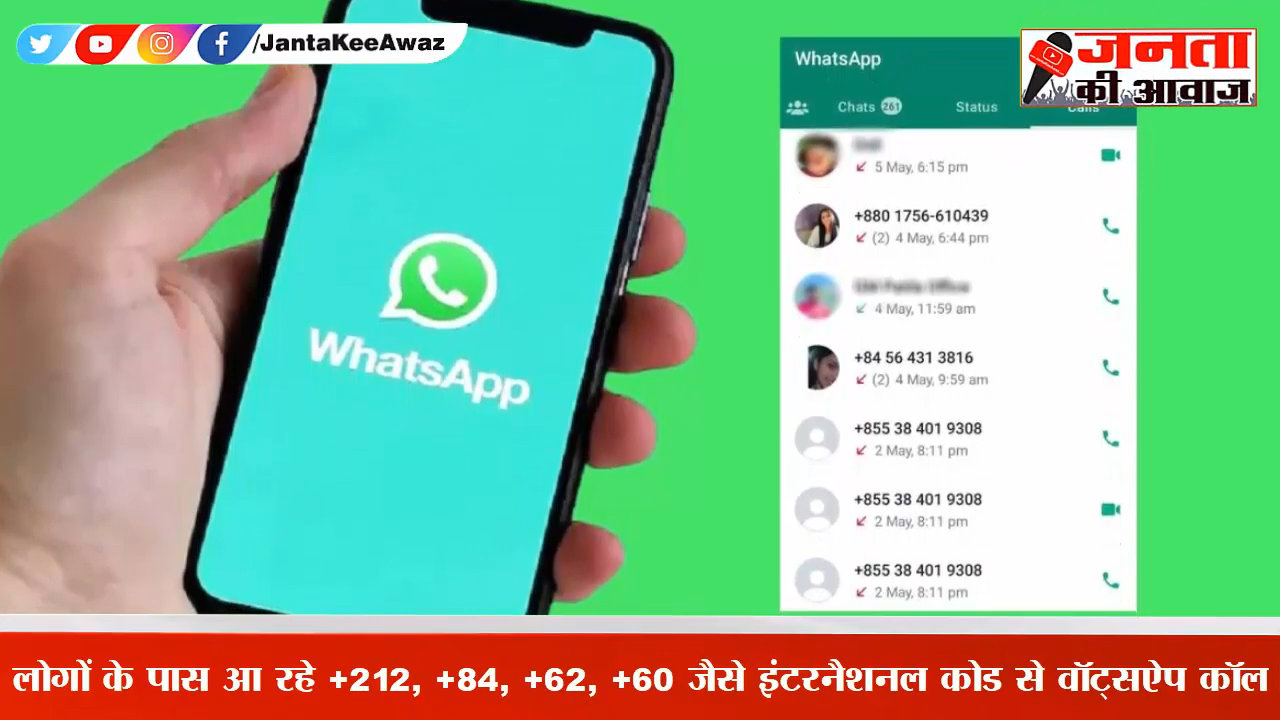 /JantaKeeAwaz
जनता
की आवाज
WhatsApp
WhatsApp
Chats 261 Status Calls
5 May, 6:15 pm
+880 1756-610439
(2) 4 May, 6:44 pm
4 May, 11:59 am
+84 56 431 3816
(2) 4 May, 9:59 am
+855 38 401 9308
2 May, 8:11 pm
+855 38 401 9308
2 May, 8:11 pm
+855 38 401 9308
2 May, 8:11 pm
लोगों के पास आ रहे +212, +84, +62, +60 जैसे इंटरनैशनल कोड से वॉट्सऐप कॉल